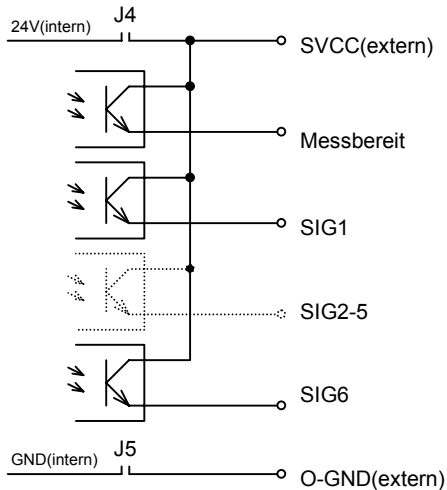 J4
24V(intern)
SVCC(extern)
Messbereit
SIG1
SIG2-5
SIG6
J5
GND(intern)
O-GND(extern)